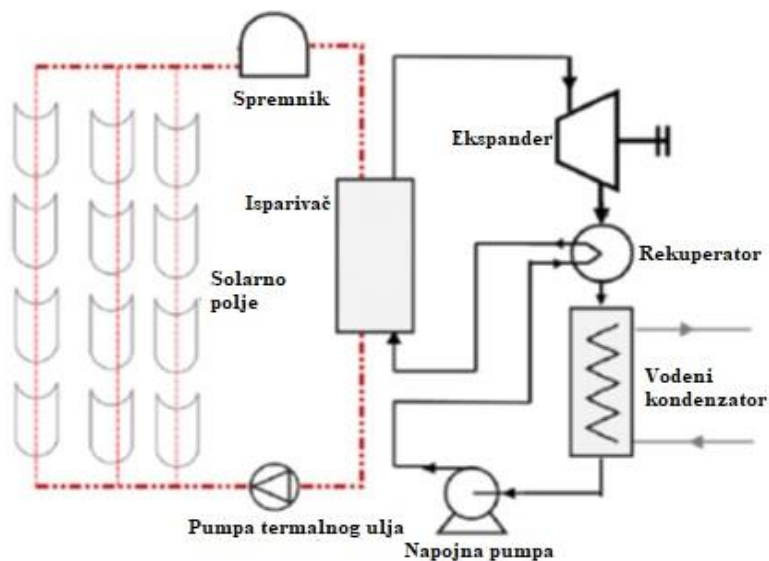 Spremnik
Ekspander
Isparivač
Rekuperator
Solarno
polje
Vodeni
kondenzator
Pumpa termalnog ulja
Napojna pumpa